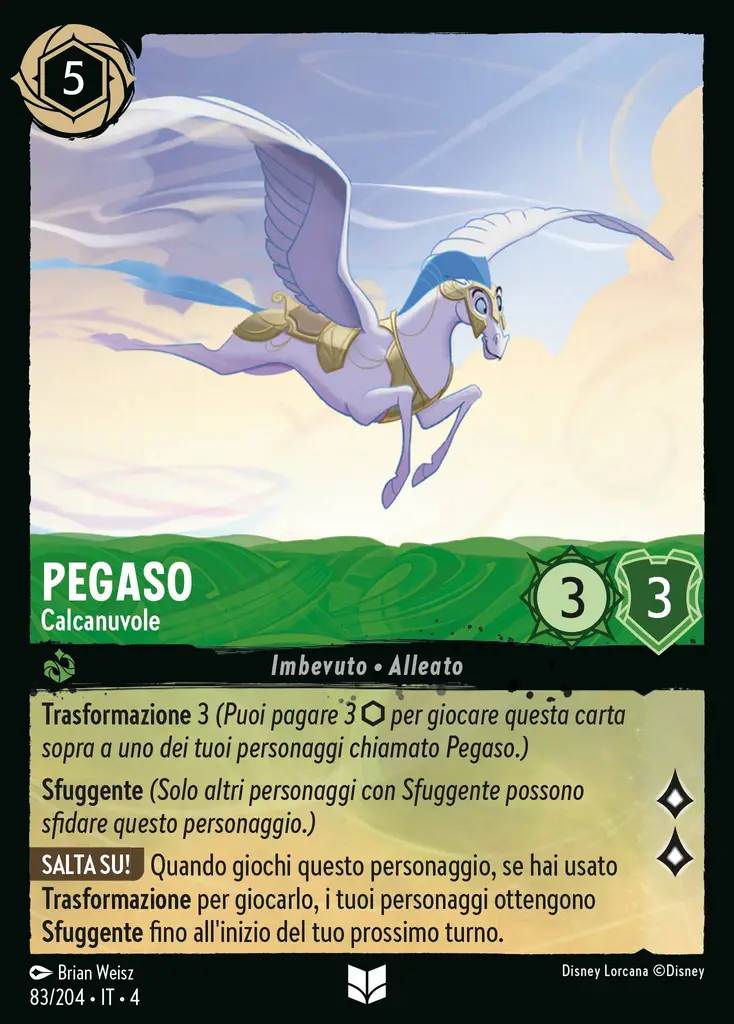 5
PEGASO
Calcanuvole
3
3
Imbevuto • Alleato
Trasformazione 3 (Puoi pagare 3 ⬡ per giocare questa carta
sopra a uno dei tuoi personaggi chiamato Pegaso.)
Sfuggente (Solo altri personaggi con Sfuggente possono
sfidare questo personaggio.)
SALTA SU! Quando giochi questo personaggio, se hai usato
Trasformazione per giocarlo, i tuoi personaggi ottengono
Sfuggente fino all'inizio del tuo prossimo turno.
Brian Weisz
Disney Lorcana ©Disney
83/204 • IT • 4